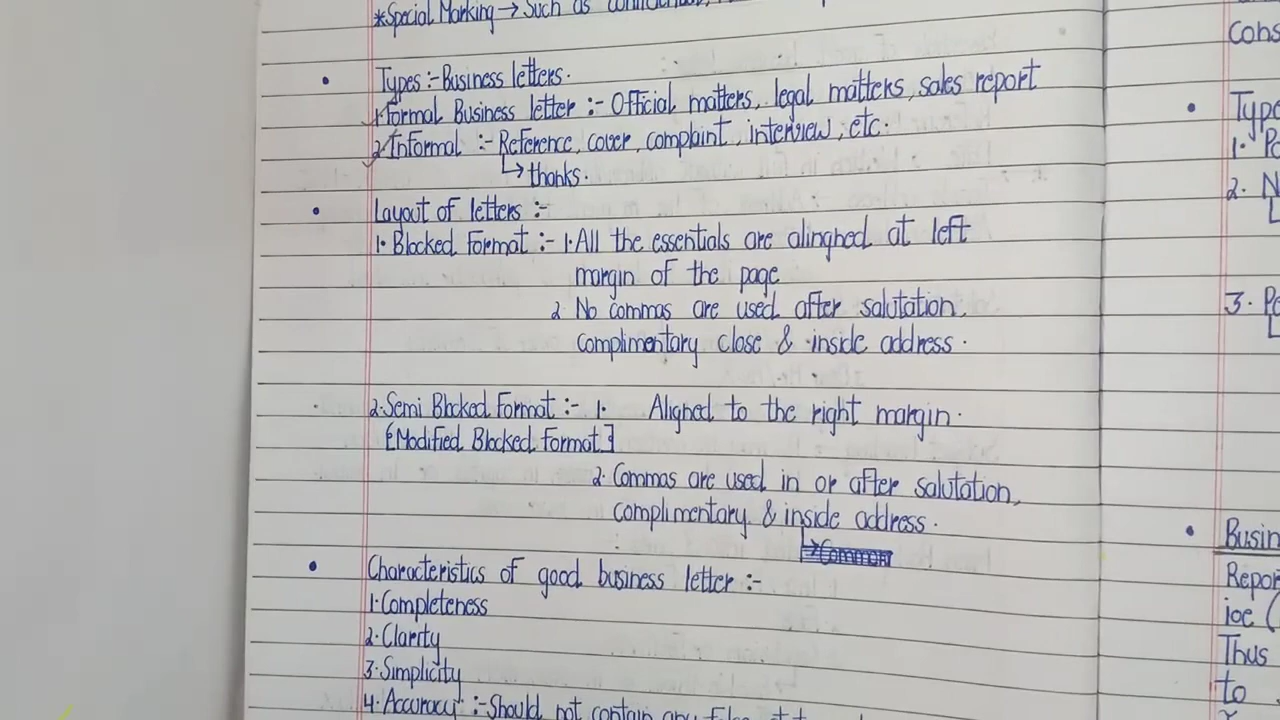 *Special Marking → Such as confidential,
• Types :- Business letters.
1. Formal Business letter :- Official matters, legal matters, sales report
2. Informal :- Reference, cover, complaint, interview, etc.
↳ thanks.
• Layout of letters :-
1. Blocked Format :- 1. All the essentials are alinghed at left
margin of the page
2 No commas are used after salutation,
complimentary close & inside address.
2. Semi Blocked Format :- 1. Aligned to the right margin.
[Modified Blocked Format]
2. Commas are used in or after salutation,
complimentary & inside address.
↳ Common
• Characteristics of good business letter :-
1. Completeness
2. Clarity
3. Simplicity
4. Accuracy :- Should not contain any
Cons
• Type
1.
2. N
3.
• Busin
Repor
ioe (
Thus
to